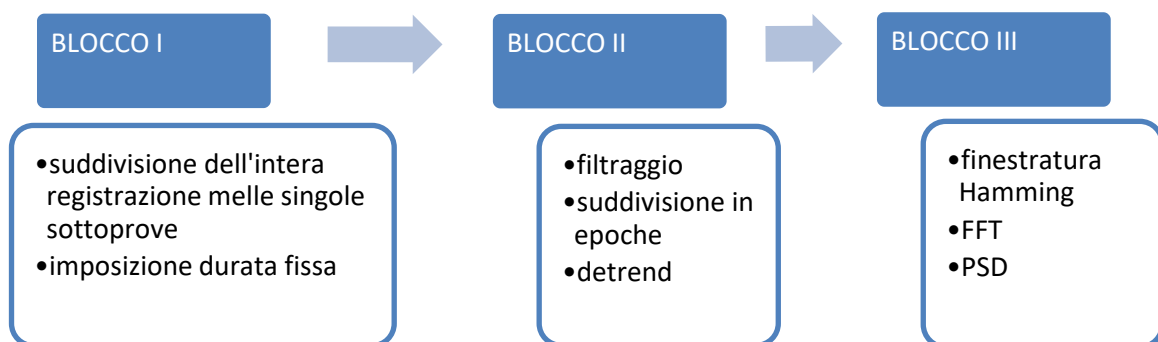 BLOCCO I
•suddivisione dell'intera
registrazione melle singole
sottoprove
•imposizione durata fissa
BLOCCO II
•filtraggio
•suddivisione in
epoche
•detrend
BLOCCO III
•finestratura
Hamming
•FFT
•PSD